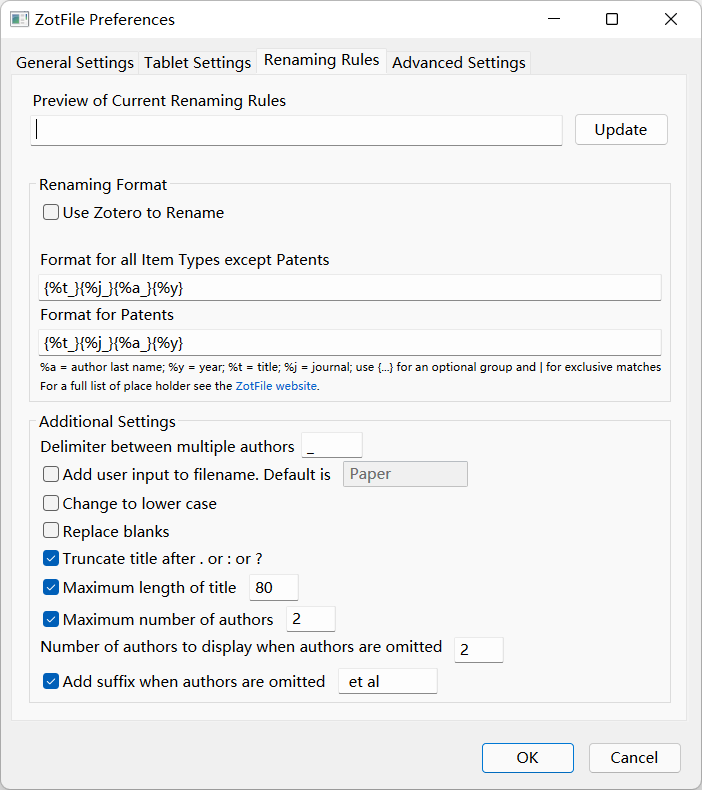 ZotFile Preferences
General Settings Tablet Settings Renaming Rules Advanced Settings
Preview of Current Renaming Rules
Update
Renaming Format
Use Zotero to Rename
Format for all Item Types except Patents
{%t_}{%j_}{%a_}{%y}
Format for Patents
{%t_}{%j_}{%a_}{%y}
%a = author last name; %y = year; %t = title; %j = journal; use {...} for an optional group and | for exclusive matches
For a full list of place holder see the ZotFile website.
Additional Settings
Delimiter between multiple authors _
Add user input to filename. Default is Paper
Change to lower case
Replace blanks
Truncate title after . or : or ?
Maximum length of title 80
Maximum number of authors 2
Number of authors to display when authors are omitted 2
Add suffix when authors are omitted et al
OK Cancel